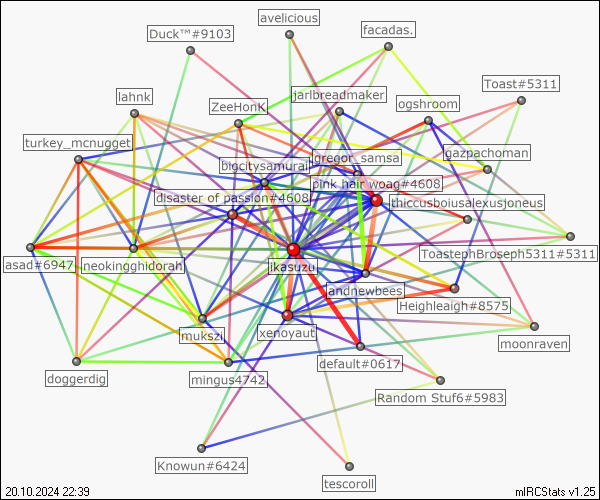 avelicious
facadas.
Duck™#9103
Toast#5311
lahnk
jarlbreadmaker
ZeeHonK
ogshroom
turkey_mcnugget
gazpachoman
gregor_samsa
bigcitysamurai
pink hair woag#4608
disaster of passion#4608
thiccusboiusalexusjoneus
ToastephBroseph5311#5311
asad#6947
neokingghidorah
ikasuzu
andnewbees
Heighleigh#8575
mukszil
xenoyaut
moonraven
default#0617
doggerdig
mingus4742
Random Stuf6#5983
Knowun#6424
tescoroll
20.10.2024 22:39
mIRCStats v1.25